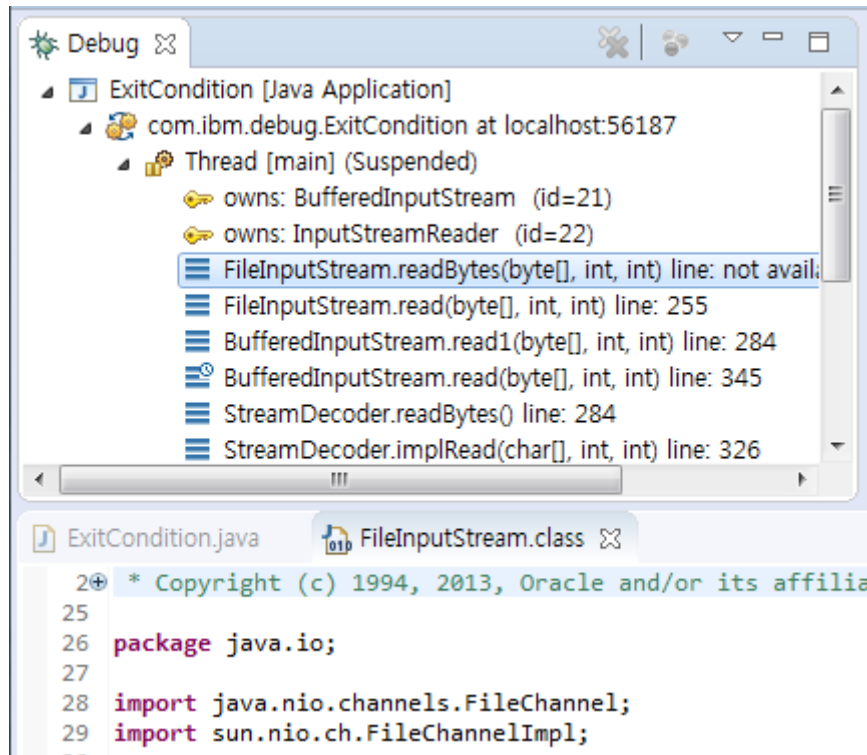 Debug
ExitCondition [Java Application]
com.ibm.debug.ExitCondition at localhost:56187
Thread [main] (Suspended)
owns: BufferedInputStream (id=21)
owns: InputStreamReader (id=22)
FileInputStream.readBytes(byte[], int, int) line: not avail
FileInputStream.read(byte[], int, int) line: 255
BufferedInputStream.read1(byte[], int, int) line: 284
BufferedInputStream.read(byte[], int, int) line: 345
StreamDecoder.readBytes() line: 284
StreamDecoder.implRead(char[], int, int) line: 326
ExitCondition.java FileInputStream.class
2 * Copyright (c) 1994, 2013, Oracle and/or its affilia
25
26 package java.io;
27
28 import java.nio.channels.FileChannel;
29 import sun.nio.ch.FileChannelImpl;